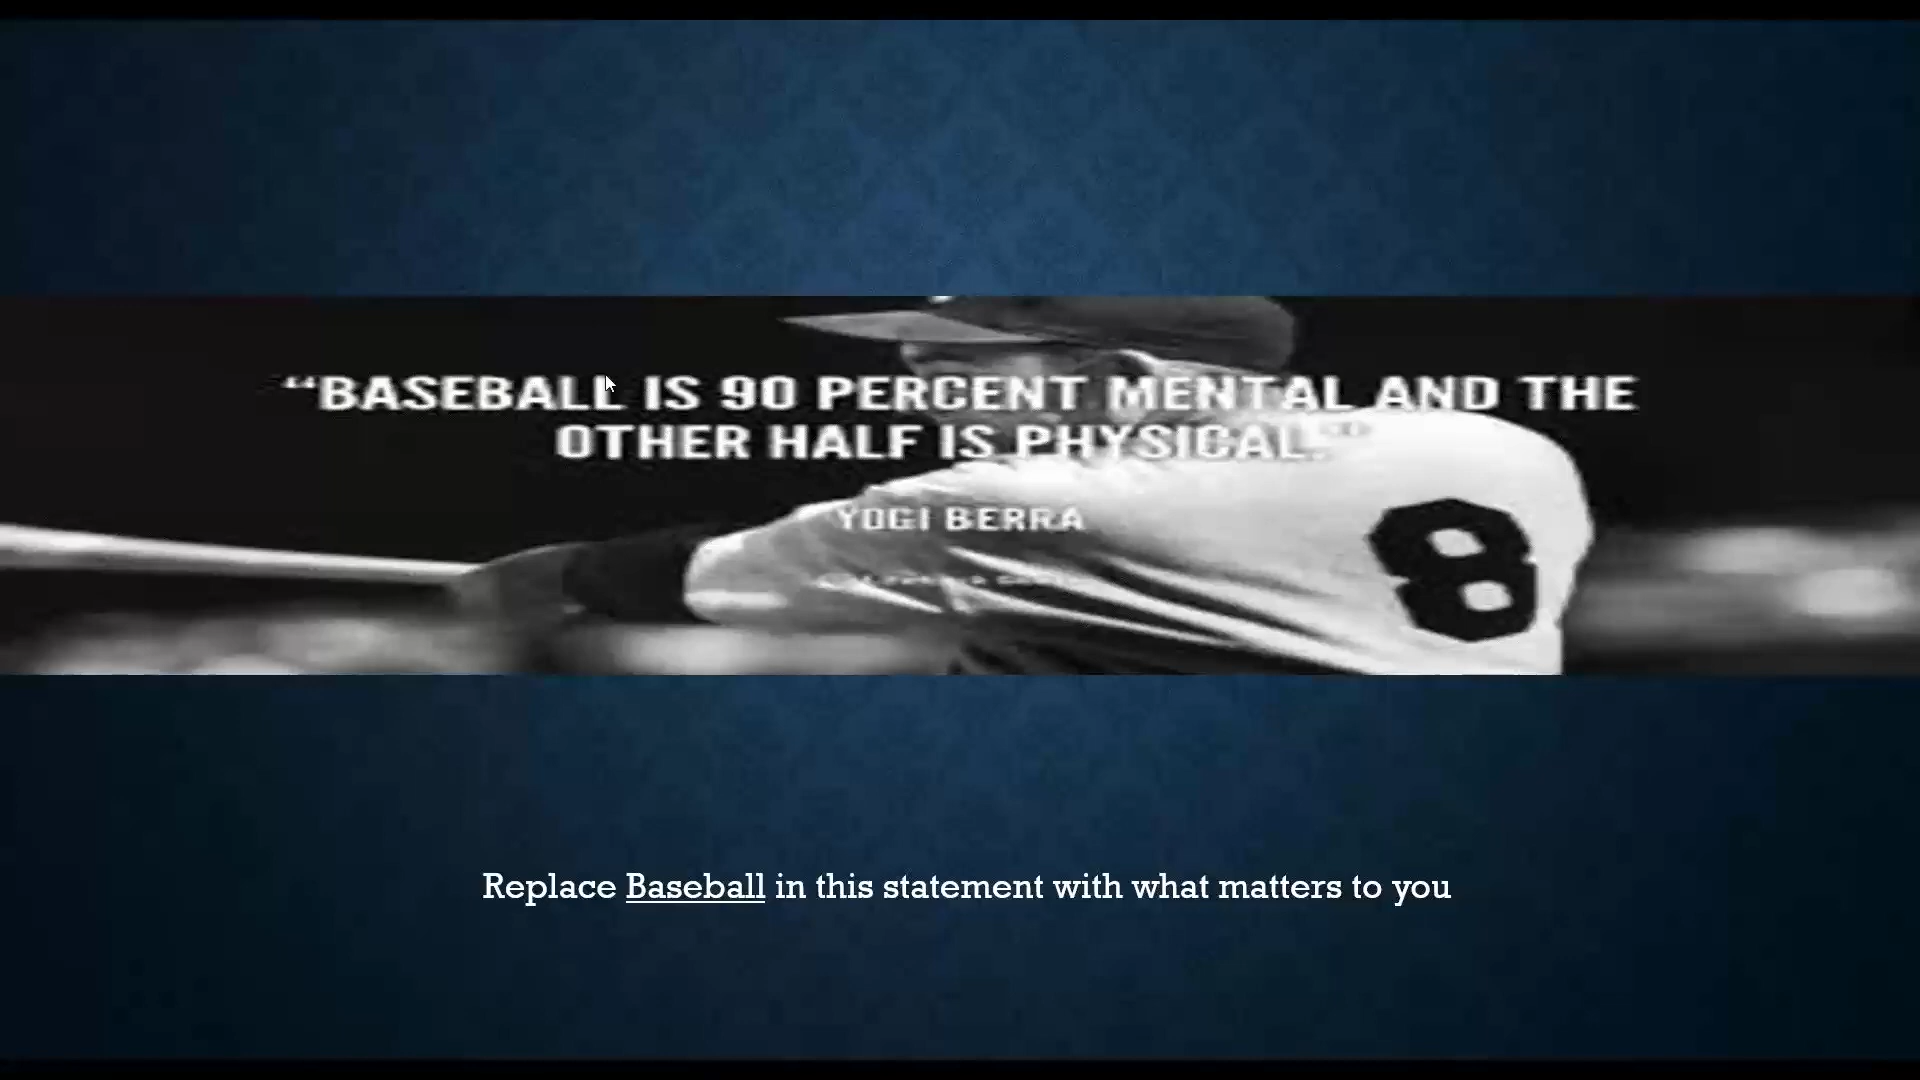 “BASEBALL IS 90 PERCENT MENTAL AND THE
OTHER HALF IS PHYSICAL.”
YOGI BERRA
8
Replace Baseball in this statement with what matters to you